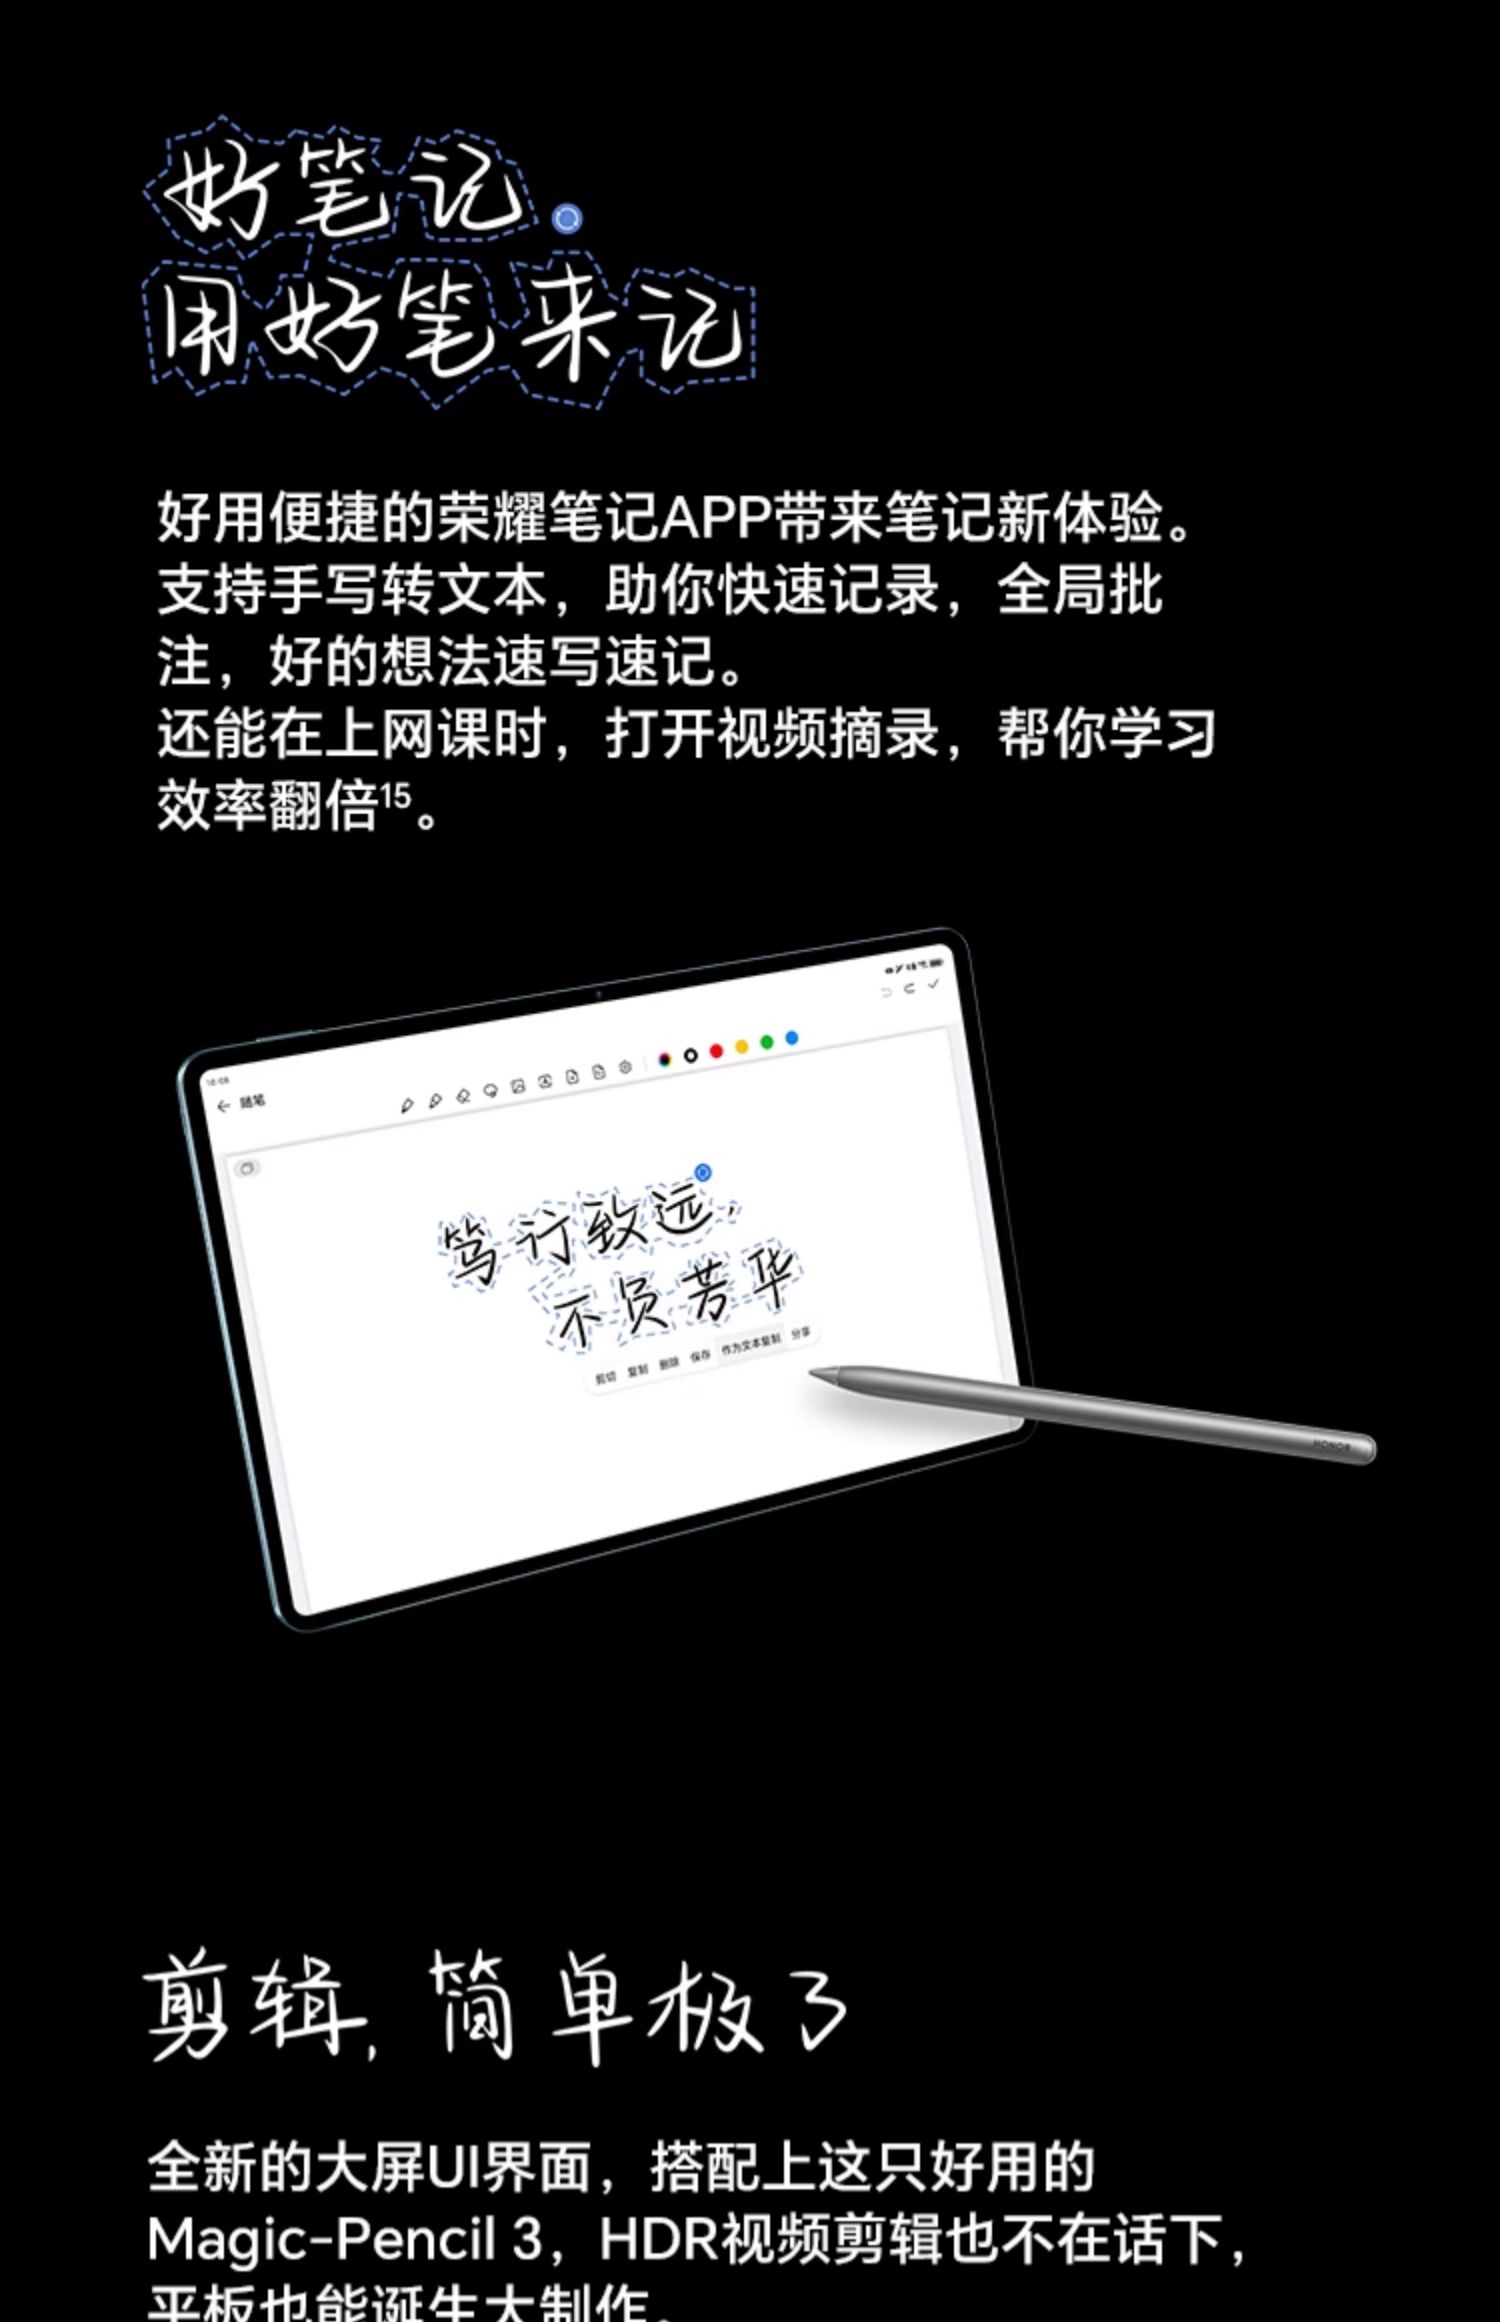 好笔记。
用好笔来记
好用便捷的荣耀笔记APP带来笔记新体验。
支持手写转文本，助你快速记录，全局批
注，好的想法速写速记。
还能在上网课时，打开视频摘录，帮你学习
效率翻倍15。
随笔
笃行致远，
不负芳华
剪切 复制 删除 保存 作为文本复制 分享
HONOR
剪辑，简单极了
全新的大屏UI界面，搭配上这只好用的
Magic-Pencil 3，HDR视频剪辑也不在话下，
平板也能诞生大制作。